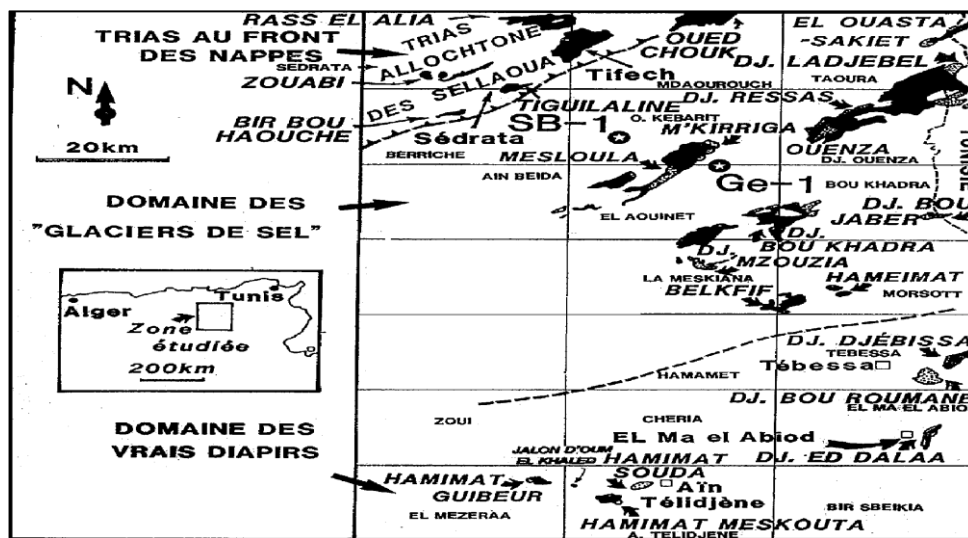 RASS EL ALIA
TRIAS AU FRONT
DES NAPPES
SEDRATA
ZOUABI
BIR BOU
HAOUCHE
N
20km
TRIAS
ALLOCHTONE
DES SELLAOUA
Sédrata
BERRICHE
Tifech
TIGUILALINE
SB-1
OUED
CHOUK
MDAOUROUCH
EL OUASTA
-SAKIET
DJ. LADJEBEL
TAOURA
DJ. RESSAS
O. KEBARIT
M'KIRRIGA
OUENZA
DJ. OUENZA
TUNISIE
MESLOULA
AIN BEIDA
Ge-1
BOU KHADRA
EL AOUINET
DJ. BOU
JABER
DOMAINE DES
"GLACIERS DE SEL"
DJ.
DJ. BOU KHADRA
MZOUZIA
LA MESKIANA
BELKFIF
HAMEIMAT
MORSOTT
Alger
Tunis
Zone
étudiée
200km
DJ. DJÉBISSA
TEBESSA
Tébessa
HAMAMET
DJ. BOU ROUMANE
EL MA EL ABIO
DOMAINE DES
VRAIS DIAPIRS
ZOUI
CHERIA
EL Ma el Abiod
JALON D'OUM
EL KHALED
HAMIMAT
SOUDA
DJ. ED DALAA
HAMIMAT
GUIBEUR
EL MEZERÀA
Aïn
Télidjène
BIR SBEIKIA
HAMIMAT MESKOUTA
A. TELIDJENE